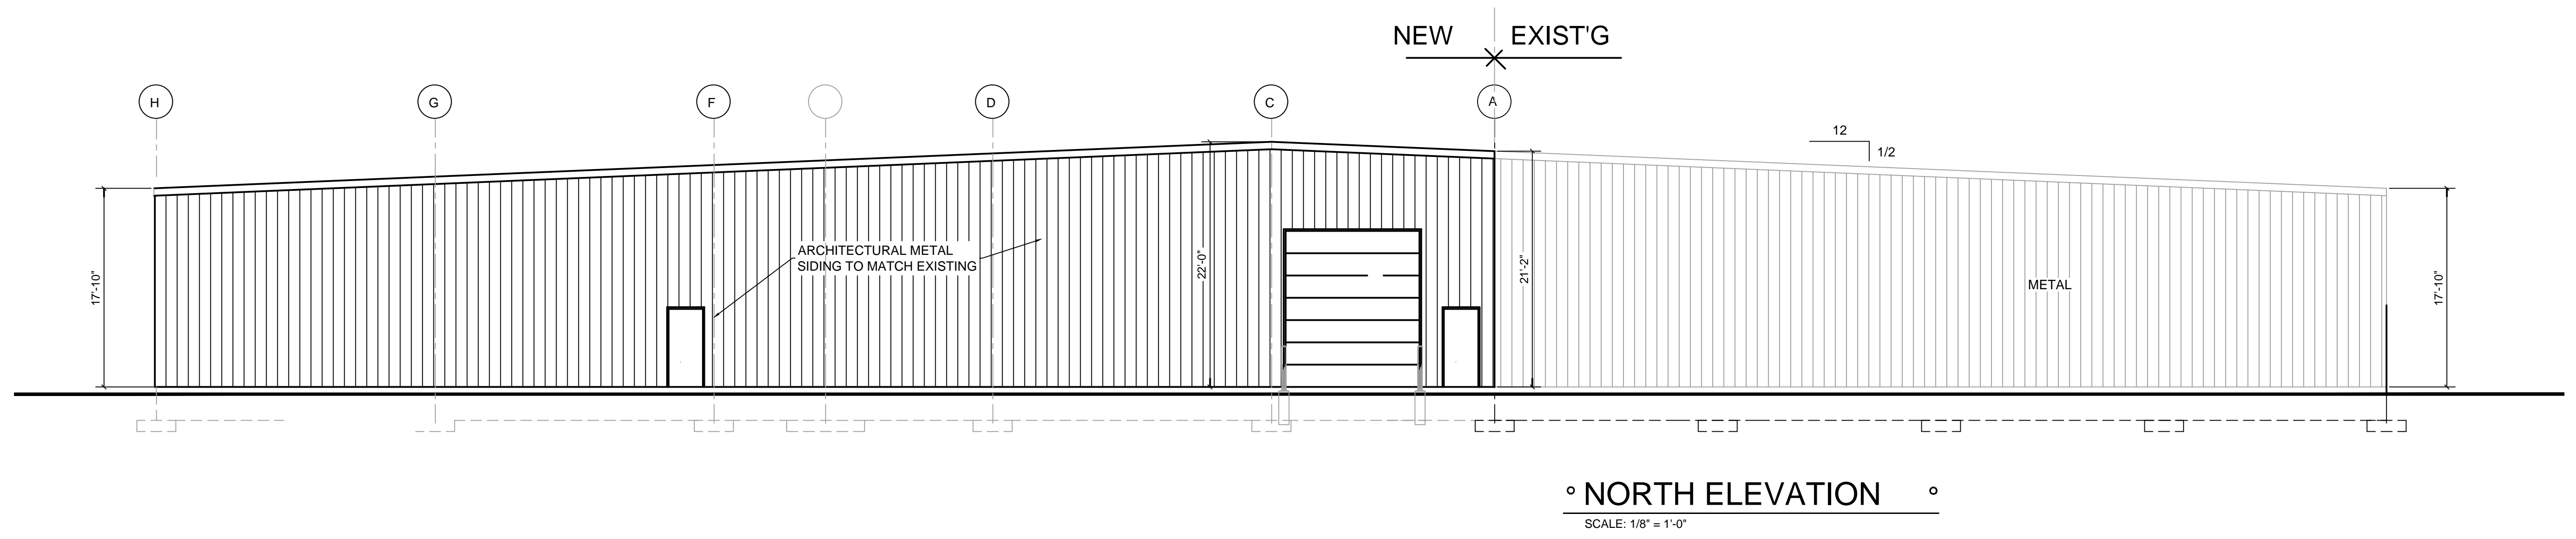 NEW EXIST'G
H G F D C A
12
1/2
ARCHITECTURAL METAL
SIDING TO MATCH EXISTING
17'-10"
22'-0"
21'-2"
METAL
17'-10"
NORTH ELEVATION
SCALE: 1/8" = 1'-0"